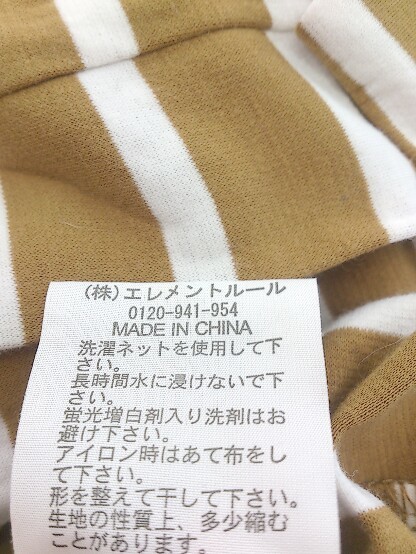 (株)エレメントルール
0120-941-954
MADE IN CHINA
洗濯ネットを使用して下
さい。
長時間水に浸けないで下
さい。
蛍光増白剤入り洗剤はお
避け下さい。
アイロン時はあて布をし
て下さい。
形を整えて干して下さい。
生地の性質上、多少縮む
ことがあります。